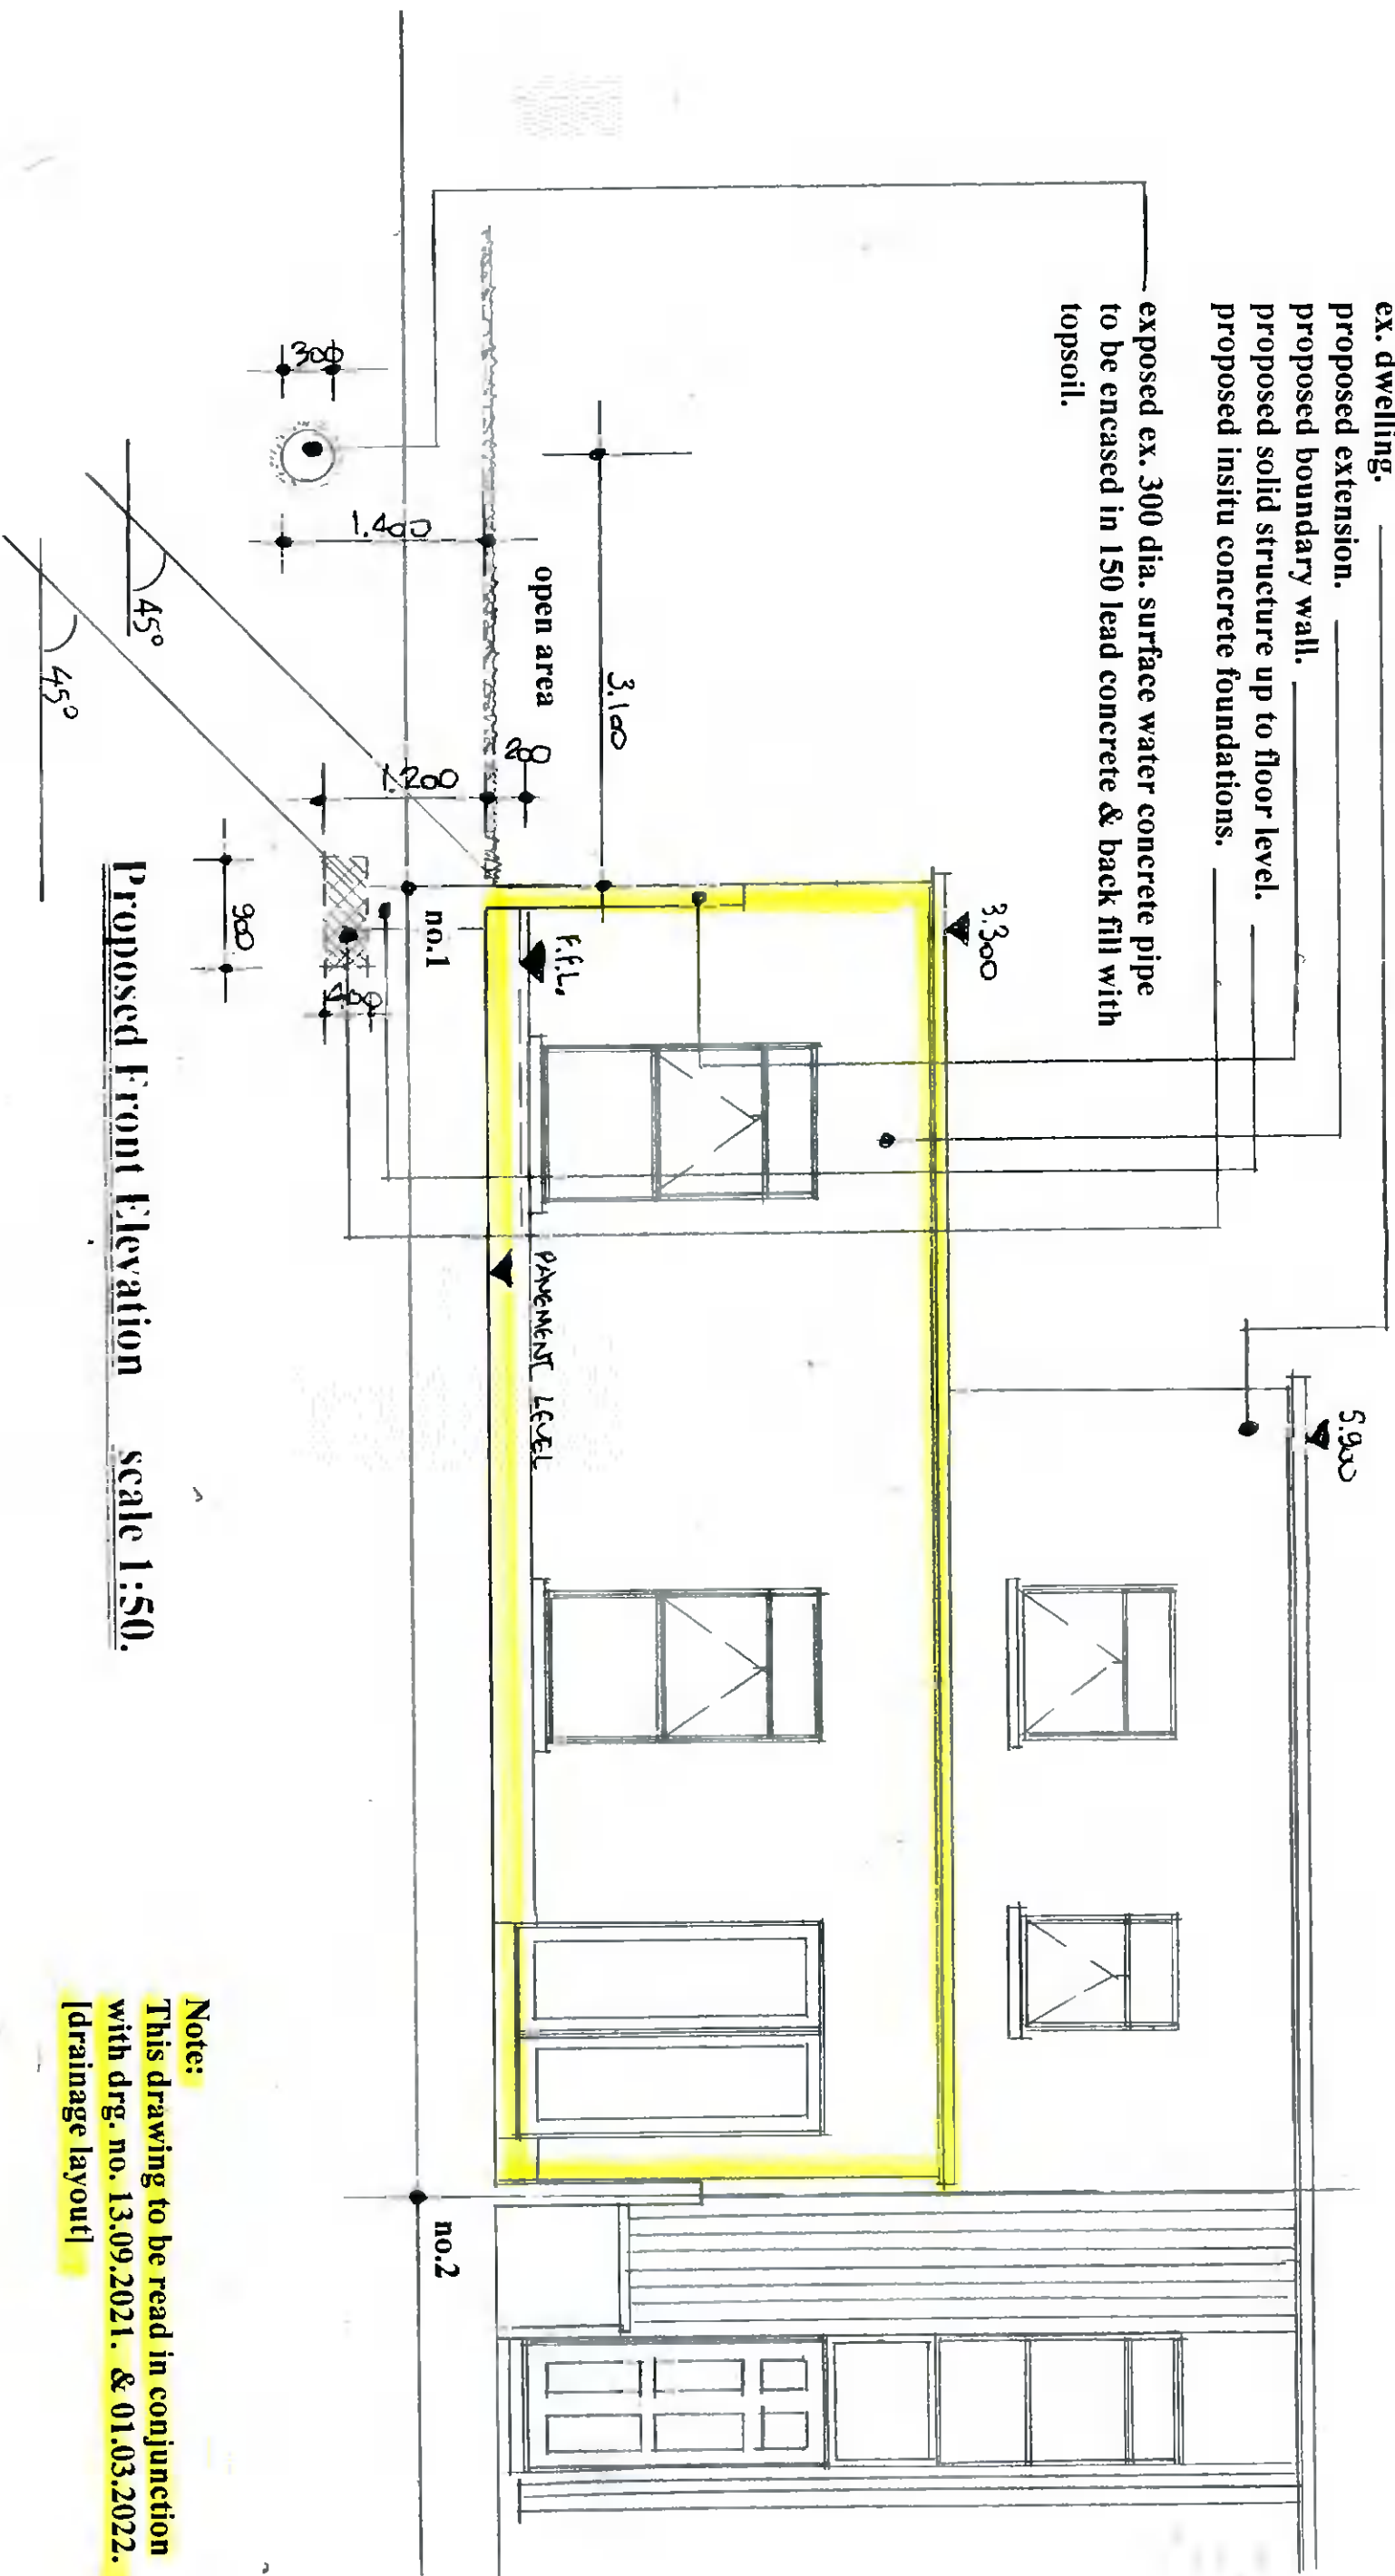 ex. dwelling.
proposed extension.
proposed boundary wall.
proposed solid structure up to floor level.
proposed insitu concrete foundations.
exposed ex. 300 dia. surface water concrete pipe
to be encased in 150 lead concrete & back fill with
topsoil.
5.900
3.300
3.100
open area
200
F.F.L.
PAVEMENT LEVEL
300
1.400
1.200
no.1
no.2
45°
45°
900
400
Proposed Front Elevation scale 1:50.
Note:
This drawing to be read in conjunction
with drg. no. 13.09.2021. & 01.03.2022.
[drainage layout]